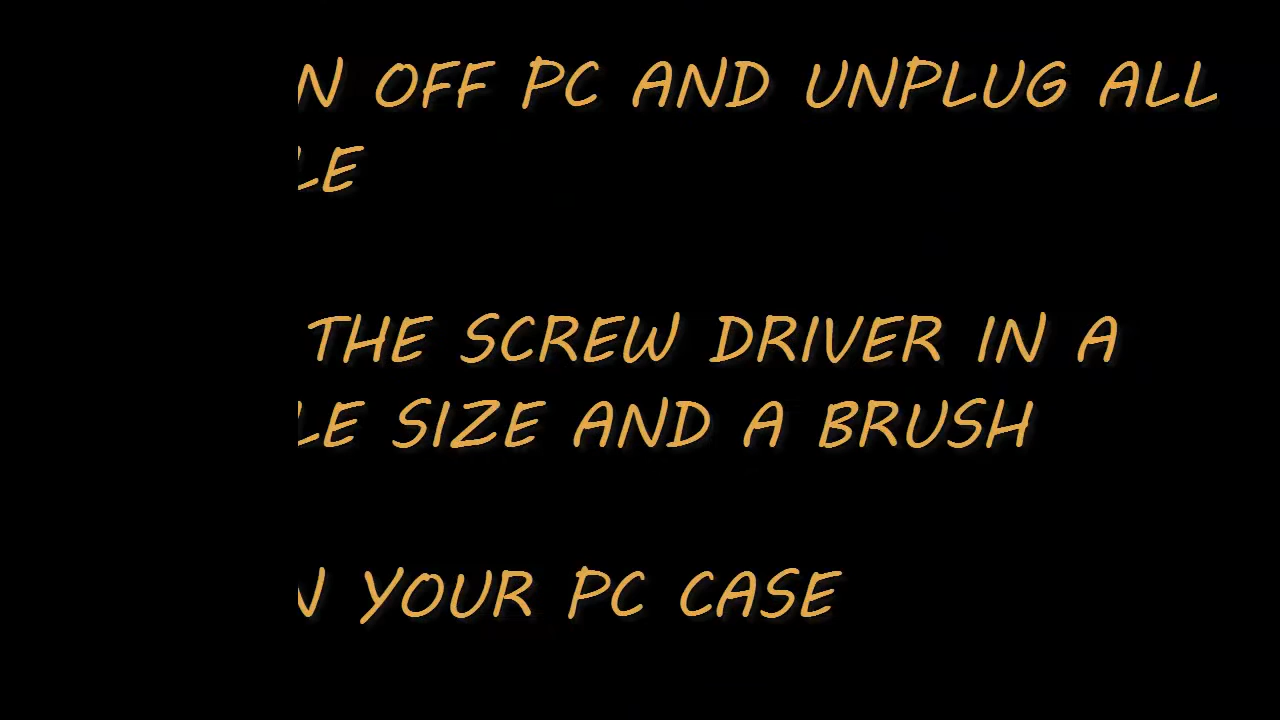 N OFF PC AND UNPLUG ALL
LE
THE SCREW DRIVER IN A
LE SIZE AND A BRUSH
N YOUR PC CASE